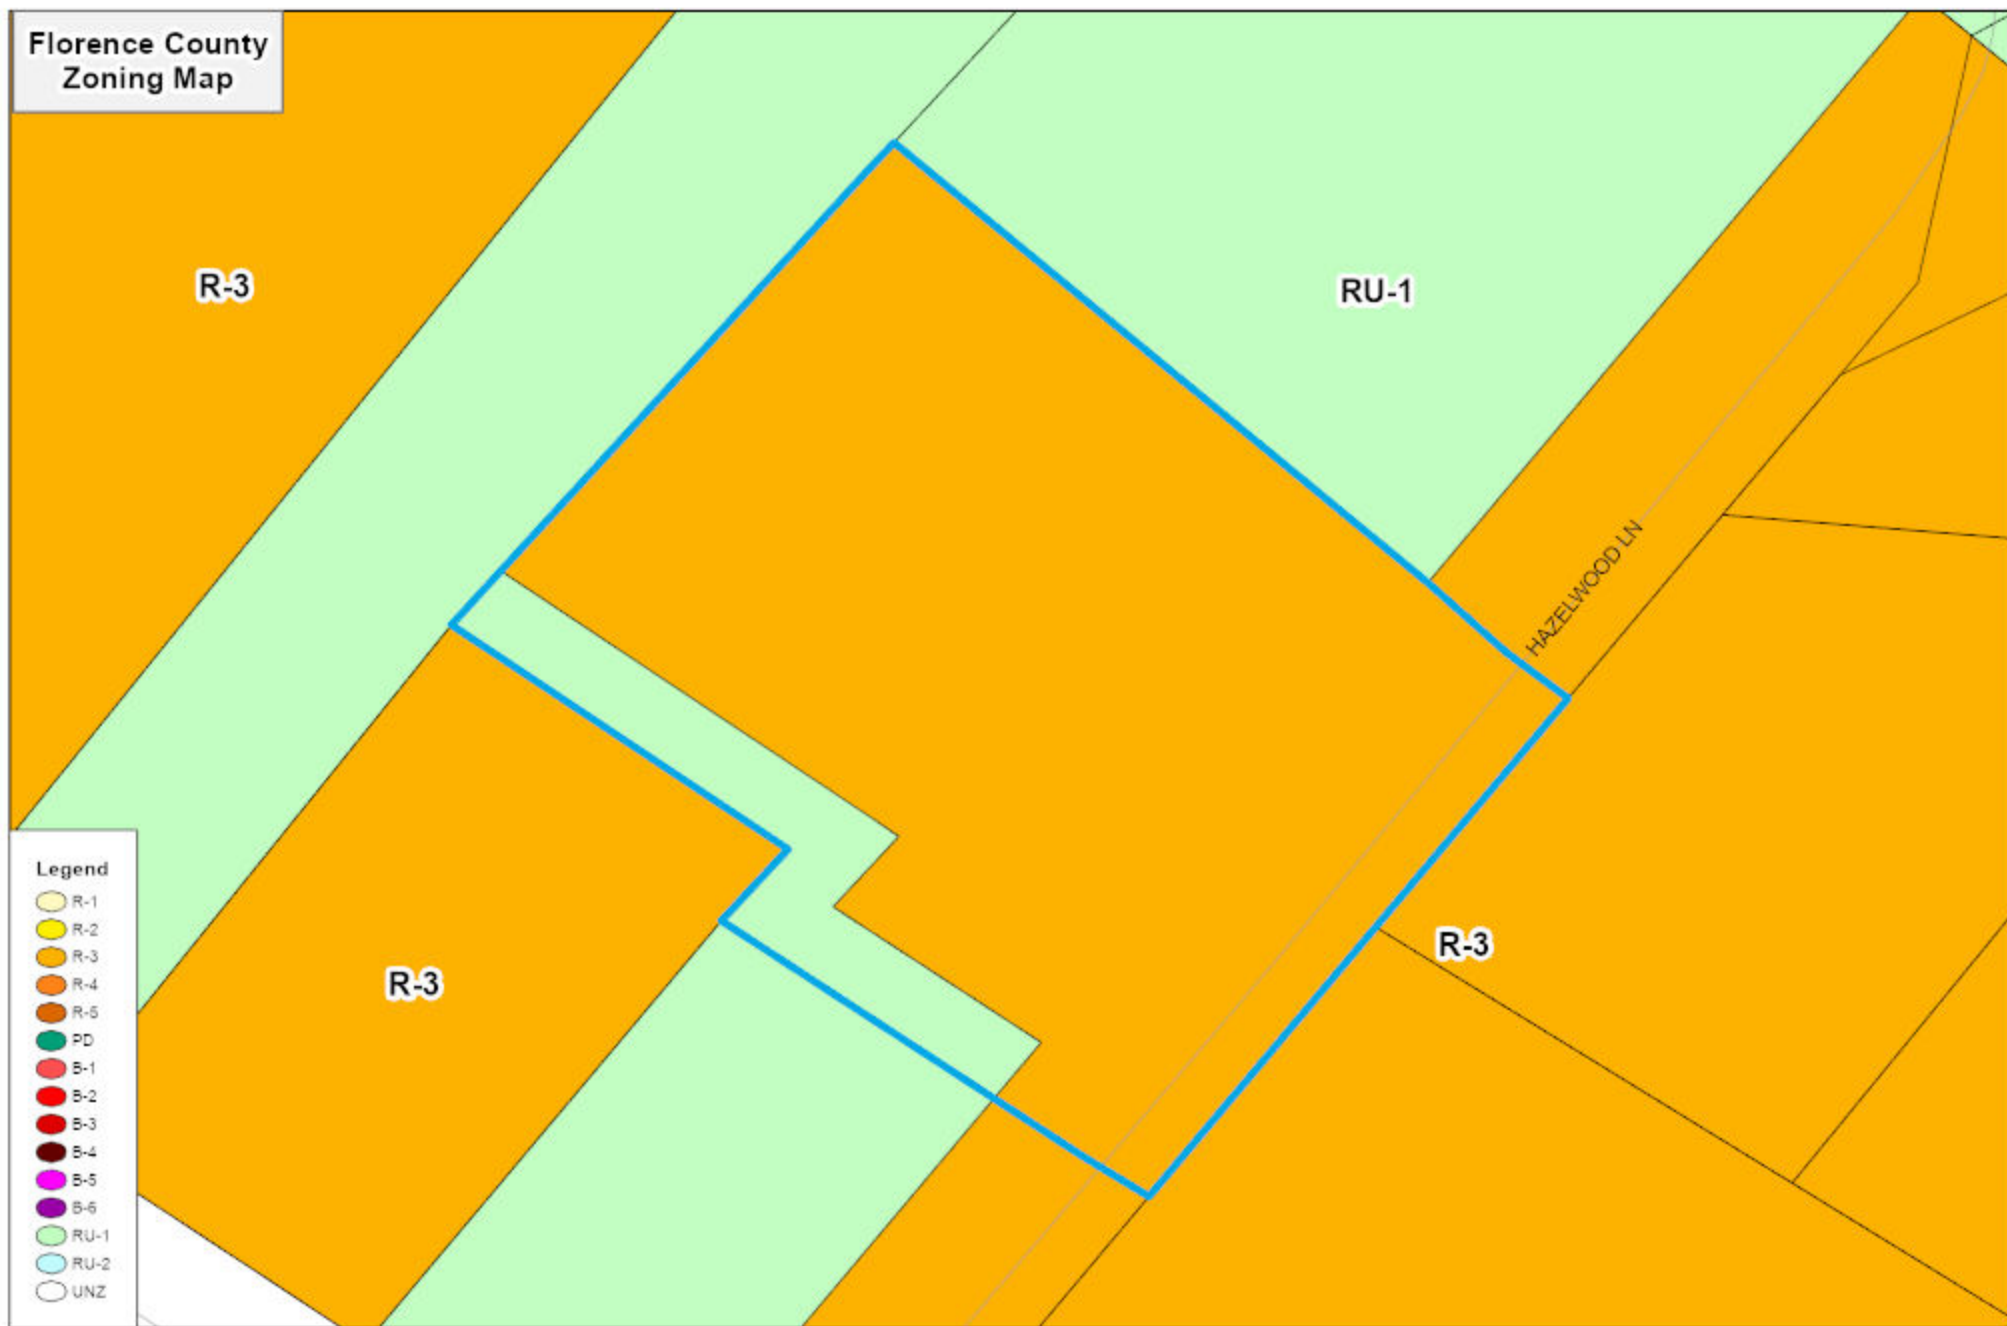 Florence County
Zoning Map
R-3
RU-1
HAZELWOOD LN
R-3
R-3
Legend
R-1
R-2
R-3
R-4
R-5
PD
B-1
B-2
B-3
B-4
B-5
B-6
RU-1
RU-2
UNZ